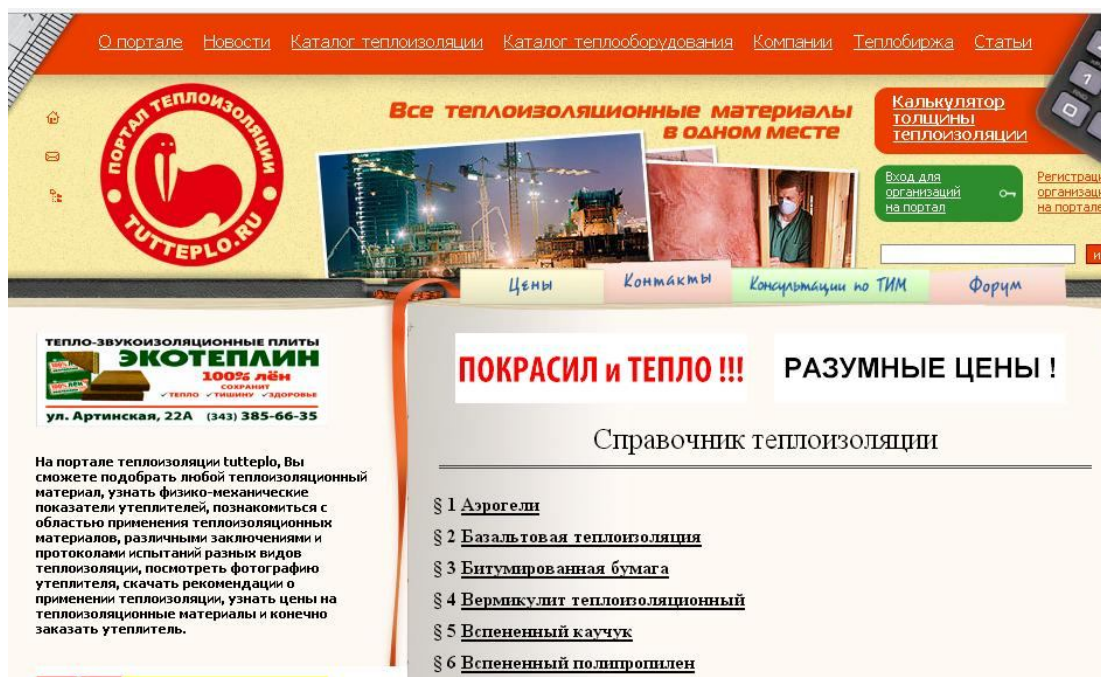 О портале Новости Каталог теплоизоляции Каталог теплооборудования Компании Теплобиржа Статьи
ПОРТАЛ ТЕПЛОИЗОЛЯЦИИ
TUTTEPLO.RU
Все теплоизоляционные материалы
в одном месте
Калькулятор
толщины
теплоизоляции
Вход для
организаций
на портал
Регистраци
организаци
на портале
Цены Контакты Консультации по ТИМ Форум
ТЕПЛО-ЗВУКОИЗОЛЯЦИОННЫЕ ПЛИТЫ
ЭКОТЕПЛИН
100% лён
СОХРАНИТ
✓ТЕПЛО ✓ТИШИНУ ✓ЗДОРОВЬЕ
ул. Артинская, 22А (343) 385-66-35
ПОКРАСИЛ и ТЕПЛО !!!
РАЗУМНЫЕ ЦЕНЫ !
На портале теплоизоляции tutteplo, Вы
сможете подобрать любой теплоизоляционный
материал, узнать физико-механические
показатели утеплителей, познакомиться с
областью применения теплоизоляционных
материалов, различными заключениями и
протоколами испытаний разных видов
теплоизоляции, посмотреть фотографию
утеплителя, скачать рекомендации о
применении теплоизоляции, узнать цены на
теплоизоляционные материалы и конечно
заказать утеплитель.
Справочник теплоизоляции
§ 1 Аэрогели
§ 2 Базальтовая теплоизоляция
§ 3 Битумированная бумага
§ 4 Вермикулит теплоизоляционный
§ 5 Вспененный каучук
§ 6 Вспененный полипропилен